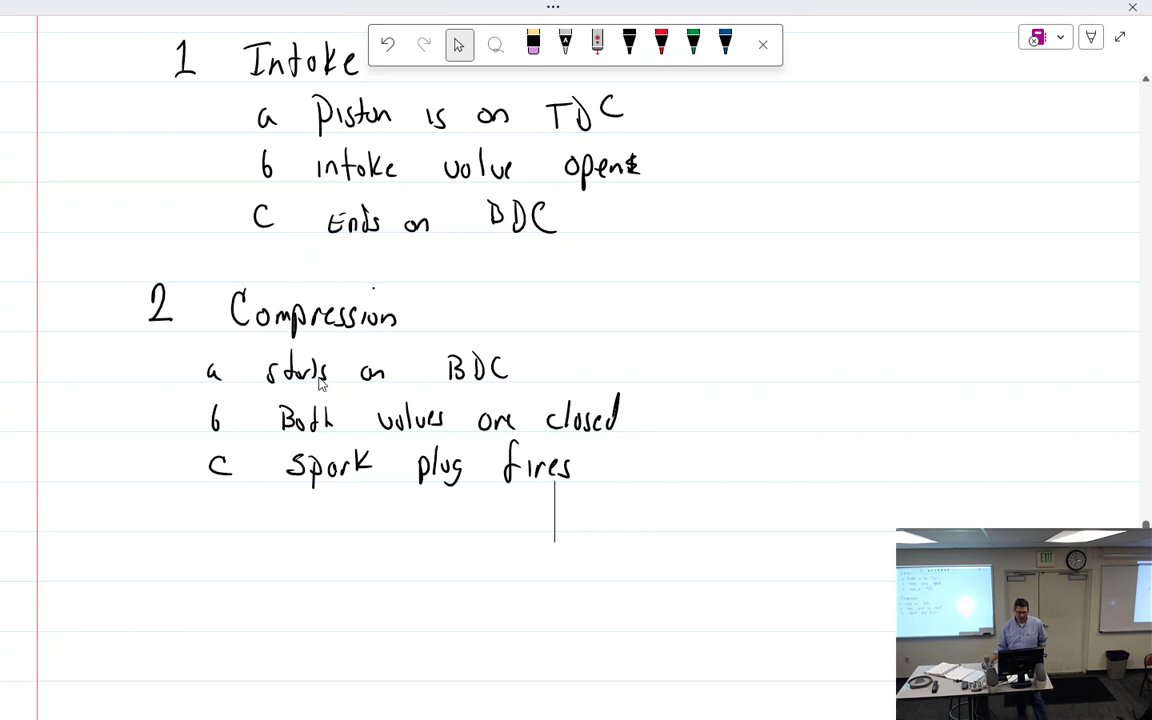 1 Intake
a Piston is on TDC
b intake valve opens
c Ends on BDC
2 Compression
a starts on BDC
b Both valves are closed
c Spark plug fires
EXIT